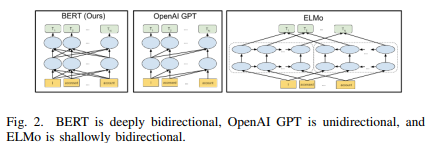 BERT (Ours)
OpenAI GPT
ELMo
...
...
...
Fig. 2. BERT is deeply bidirectional, OpenAI GPT is unidirectional, and
ELMo is shallowly bidirectional.